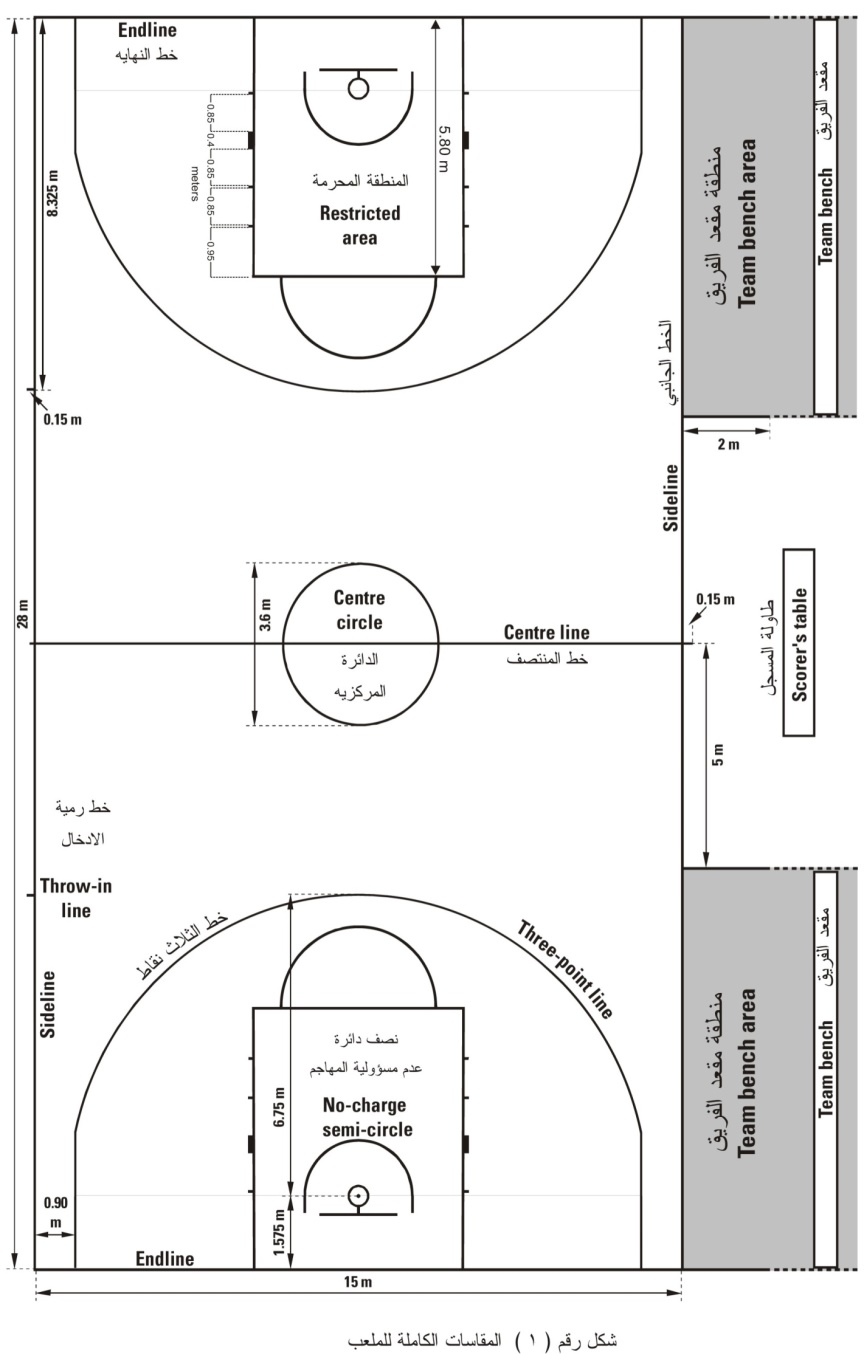 Endline
خط النهايه
0.85
0.4
0.85
0.85
0.95
meters
5.80 m
المنطقة المحرمة
Restricted
area
8.325 m
0.15 m
منطقة مقعد الفريق
Team bench area
مقعد الفريق
Team bench
الخط الجانبي
Sideline
2 m
28 m
3.6 m
Centre
circle
الدائرة
المركزيه
Centre line
خط المنتصف
0.15 m
طاولة المسجل
Scorer's table
5 m
خط رمية
الادخال
Throw-in
line
Sideline
خط الثلاث نقاط
Three-point line
نصف دائرة
عدم مسؤولية المهاجم
No-charge
semi-circle
6.75 m
1.575 m
0.90
m
Endline
15 m
منطقة مقعد الفريق
Team bench area
مقعد الفريق
Team bench
شكل رقم ( ١ ) المقاسات الكاملة للملعب